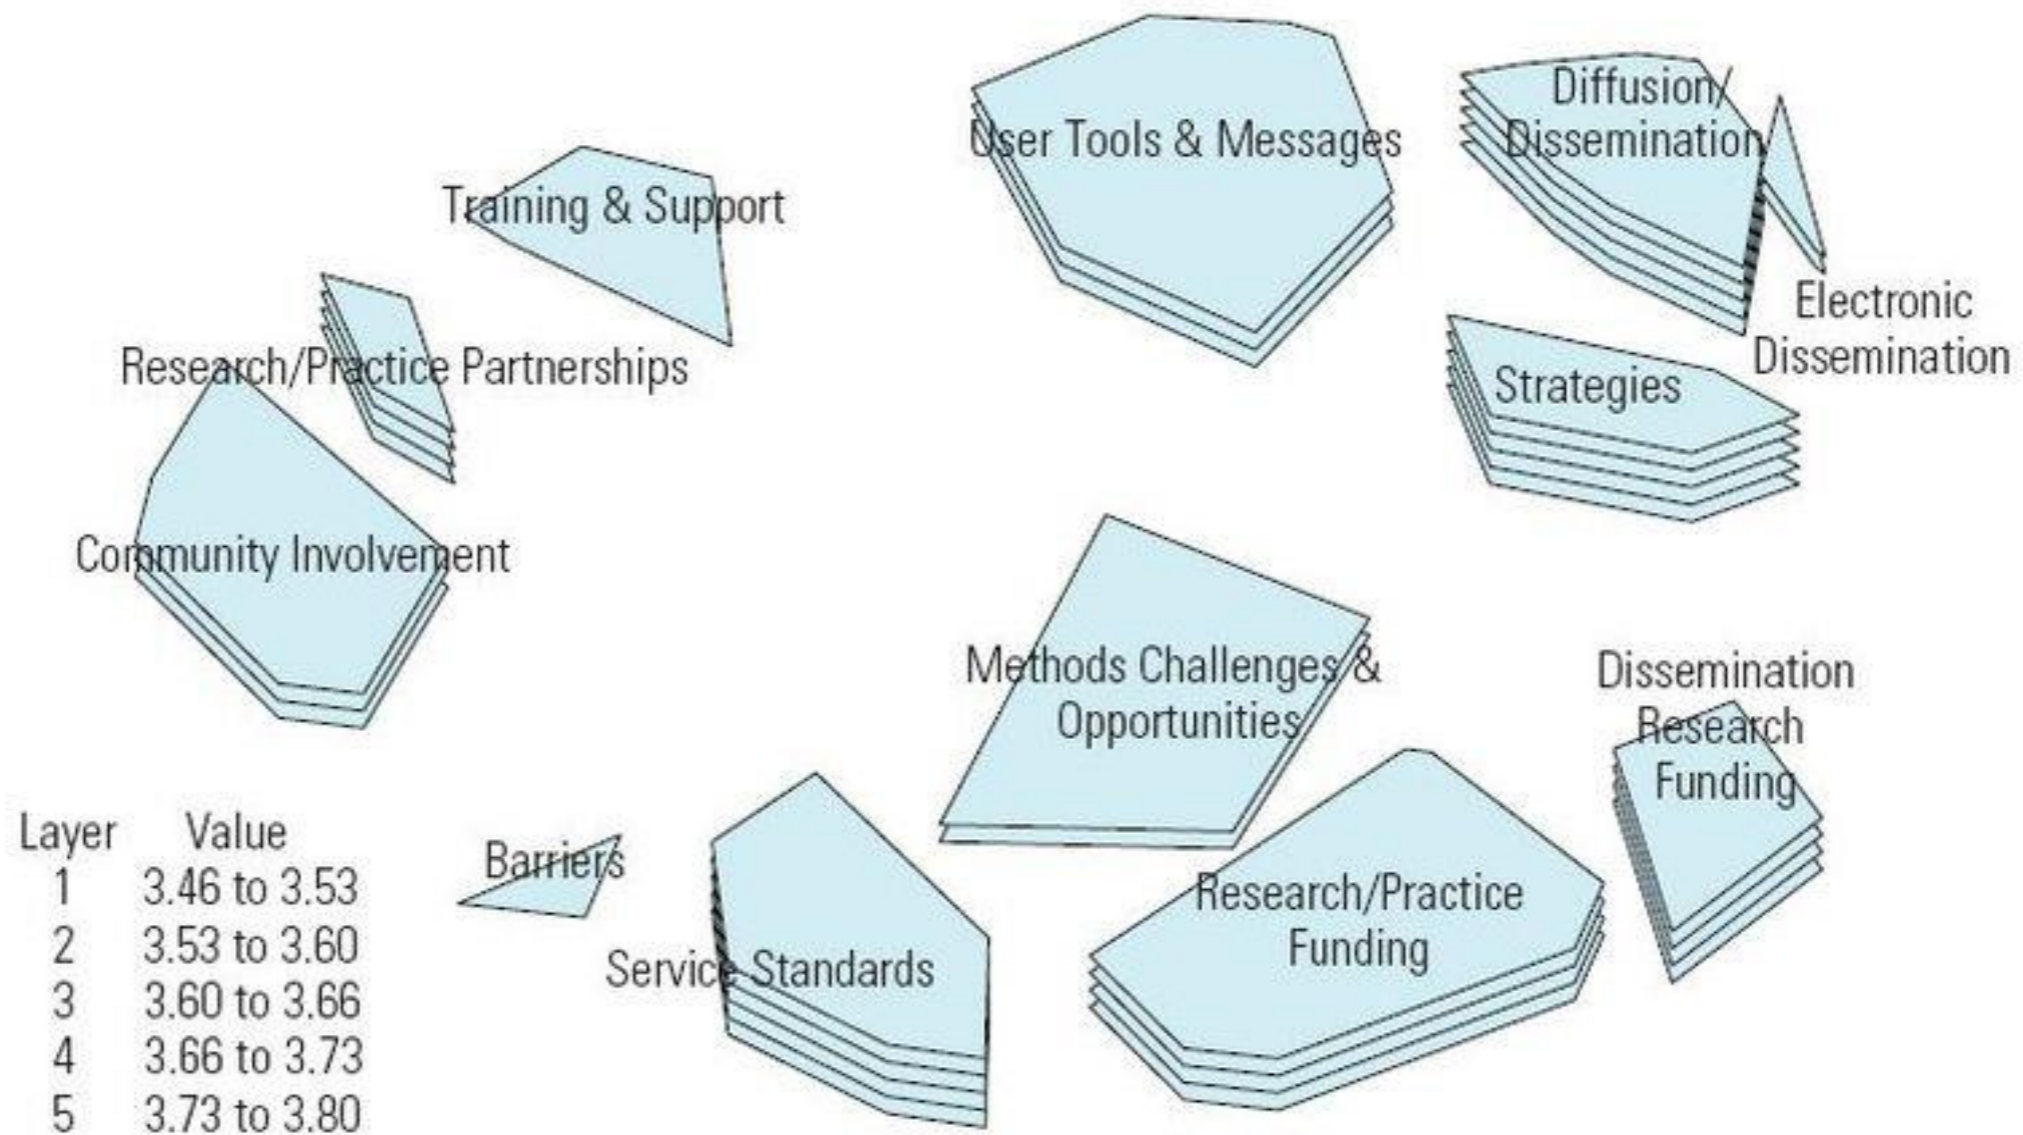 User Tools & Messages
Diffusion/
Dissemination
Training & Support
Electronic
Dissemination
Research/Practice Partnerships
Strategies
Community Involvement
Methods Challenges &
Opportunities
Dissemination
Research
Funding
Barriers
Service Standards
Research/Practice
Funding
Layer Value
1 3.46 to 3.53
2 3.53 to 3.60
3 3.60 to 3.66
4 3.66 to 3.73
5 3.73 to 3.80